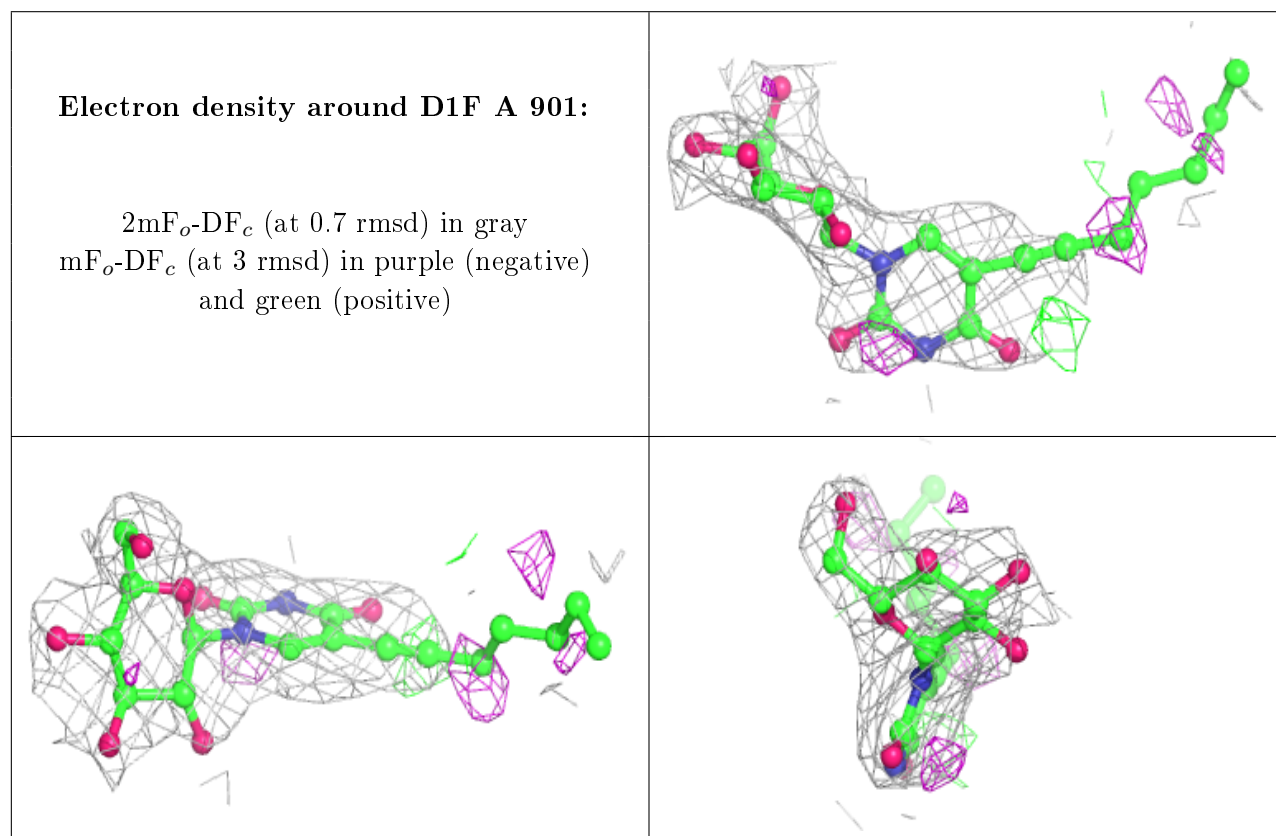 Electron density around D1F A 901:
2mFo-DFc (at 0.7 rmsd) in gray
mFo-DFc (at 3 rmsd) in purple (negative)
and green (positive)